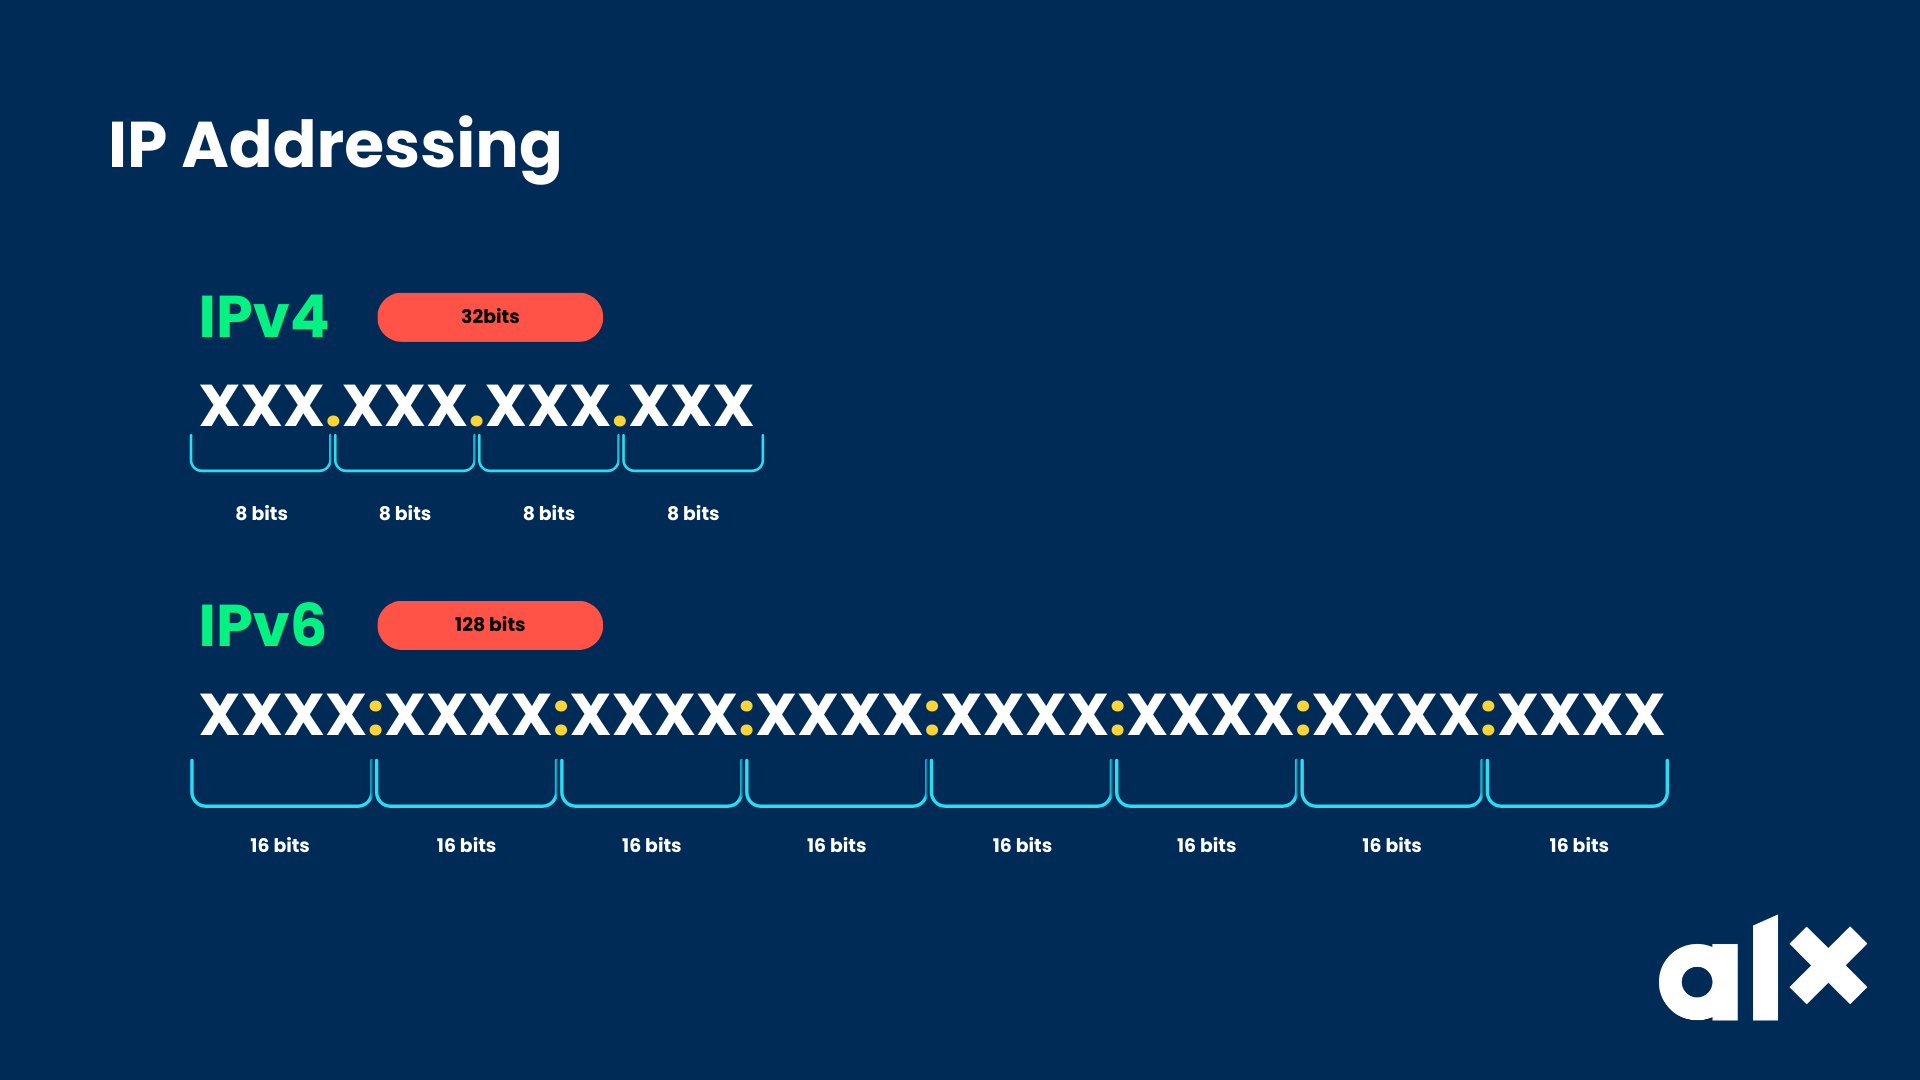 IP Addressing
IPv4
32bits
XXX.XXX.XXX.XXX
8 bits 8 bits 8 bits 8 bits
IPv6
128 bits
XXXX:XXXX:XXXX:XXXX:XXXX:XXXX:XXXX:XXXX
16 bits 16 bits 16 bits 16 bits 16 bits 16 bits 16 bits 16 bits
alx